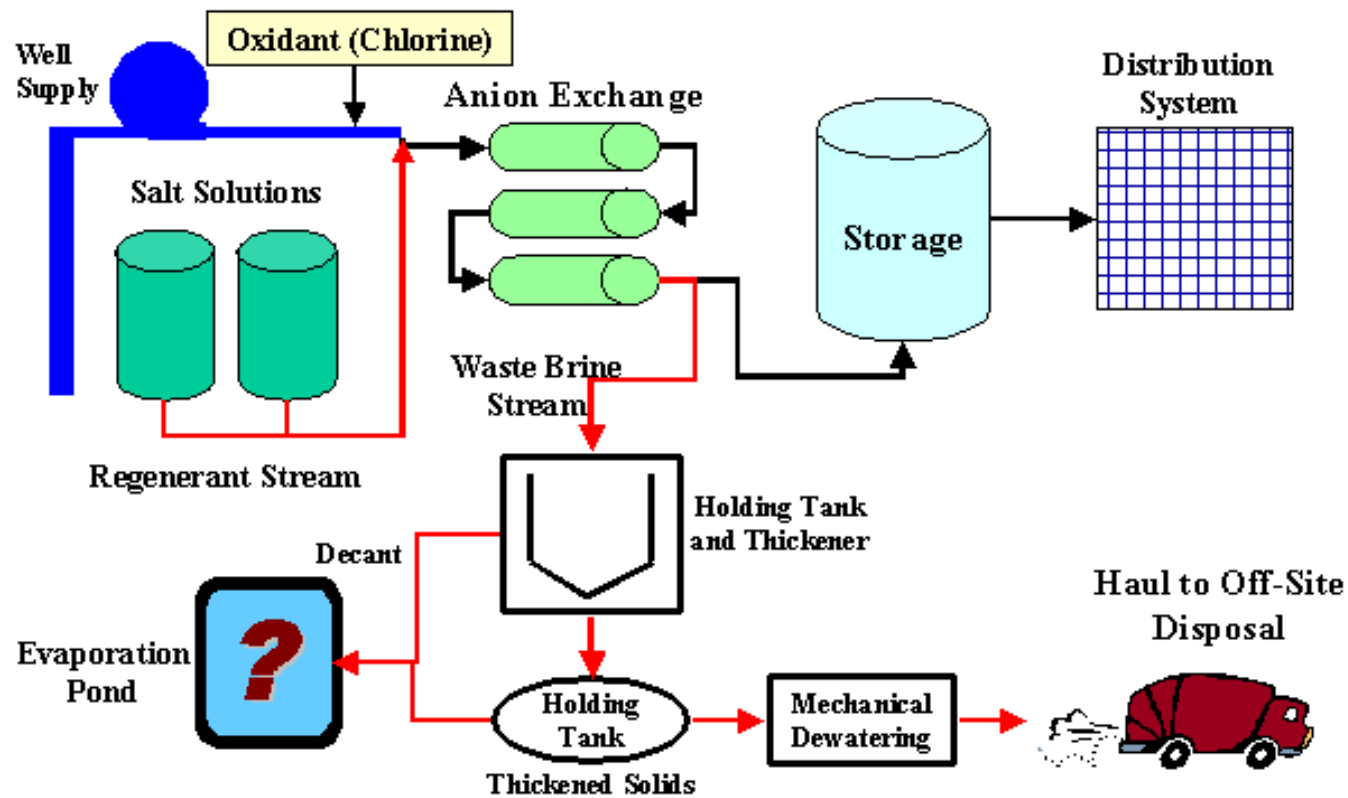 Oxidant (Chlorine)
Well
Supply
Anion Exchange
Distribution
System
Salt Solutions
Storage
Waste Brine
Stream
Regenerant Stream
Holding Tank
and Thickener
Decant
Haul to Off-Site
Disposal
Evaporation
Pond
?
Holding
Tank
Mechanical
Dewatering
Thickened Solids